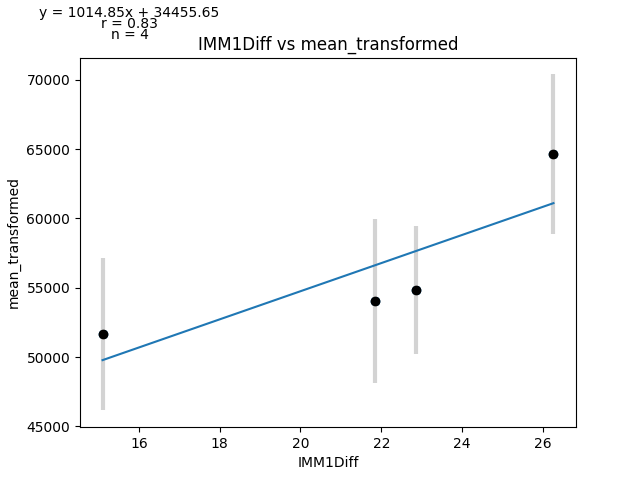 y = 1014.85x + 34455.65
r = 0.83
n = 4
IMM1Diff vs mean_transformed
70000
65000
60000
55000
50000
45000
mean_transformed
16
18
20
22
24
26
IMM1Diff